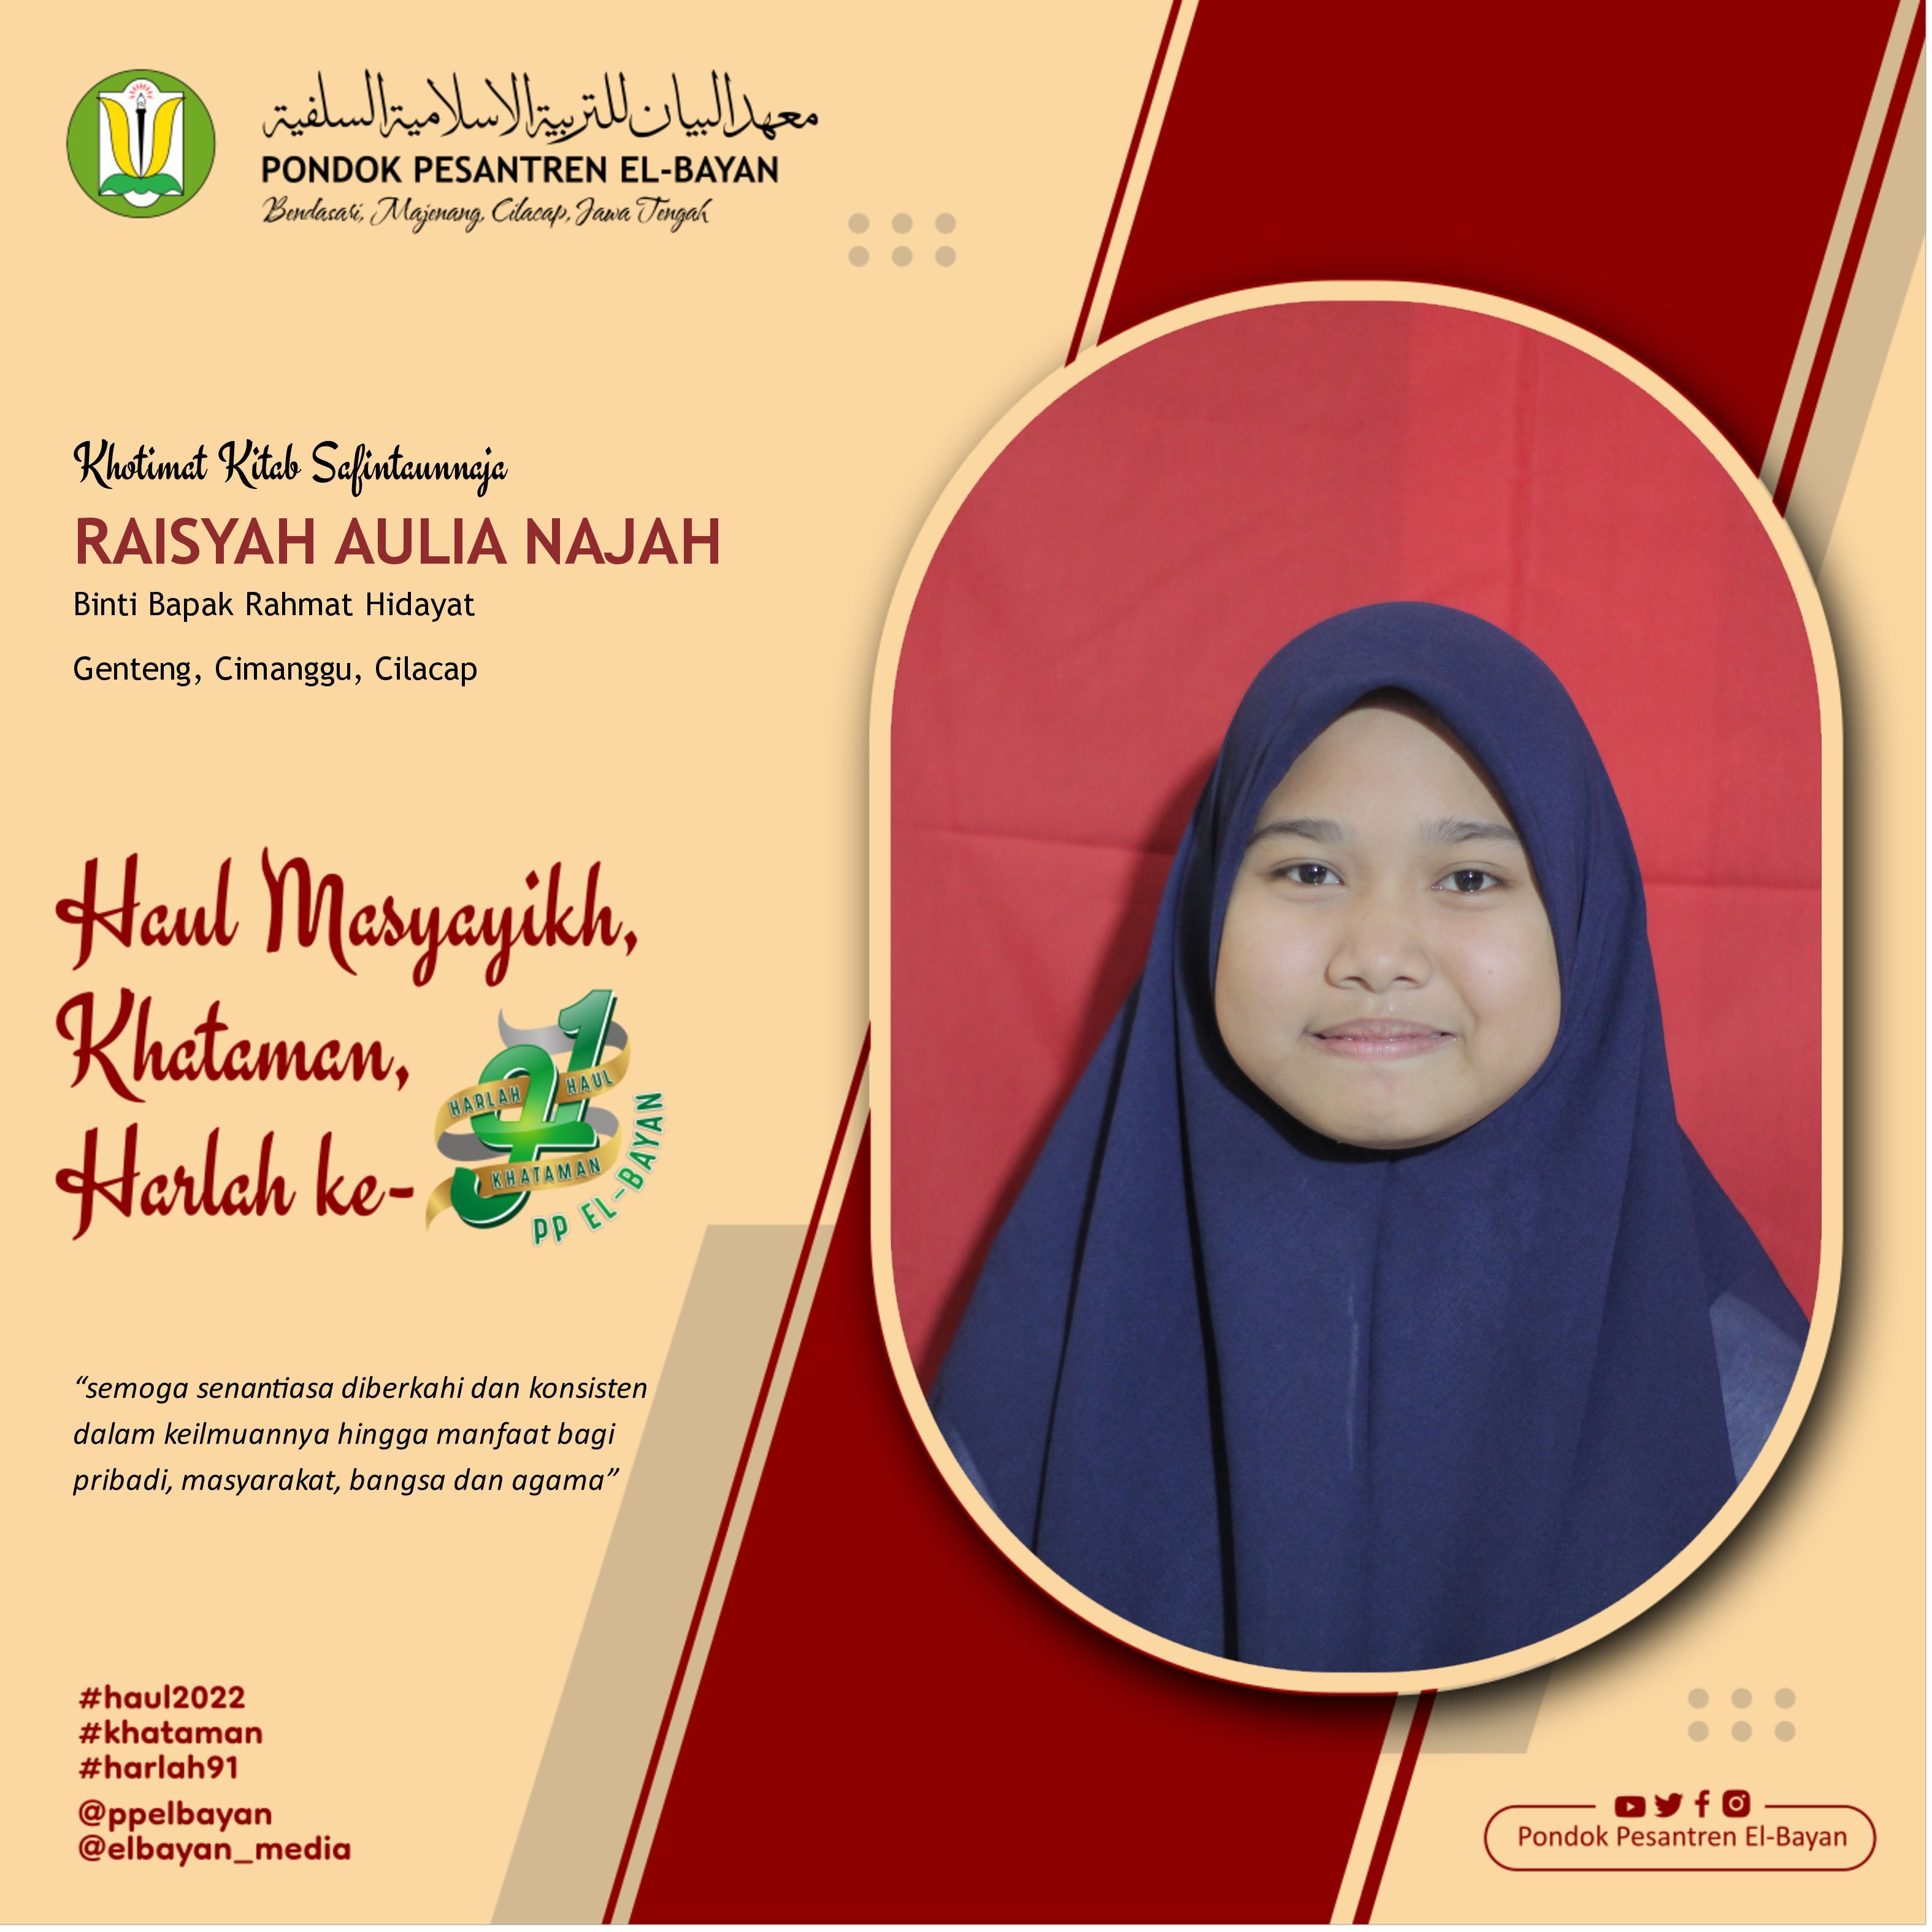 معهد البيان للتربية الاسلامية السلفية
PONDOK PESANTREN EL-BAYAN
Bendasari, Majenang, Cilacap, Jawa Tengah
Khotimat Kitab Safintaunnaja
RAISYAH AULIA NAJAH
Binti Bapak Rahmat Hidayat
Genteng, Cimanggu, Cilacap
Haul Masyayikh,
Khataman,
Harlah ke-
91
HARLAH HAUL
KHATAMAN
PP EL-BAYAN
“semoga senantiasa diberkahi dan konsisten
dalam keilmuannya hingga manfaat bagi
pribadi, masyarakat, bangsa dan agama”
#haul2022
#khataman
#harlah91
@ppelbayan
@elbayan_media
Pondok Pesantren El-Bayan